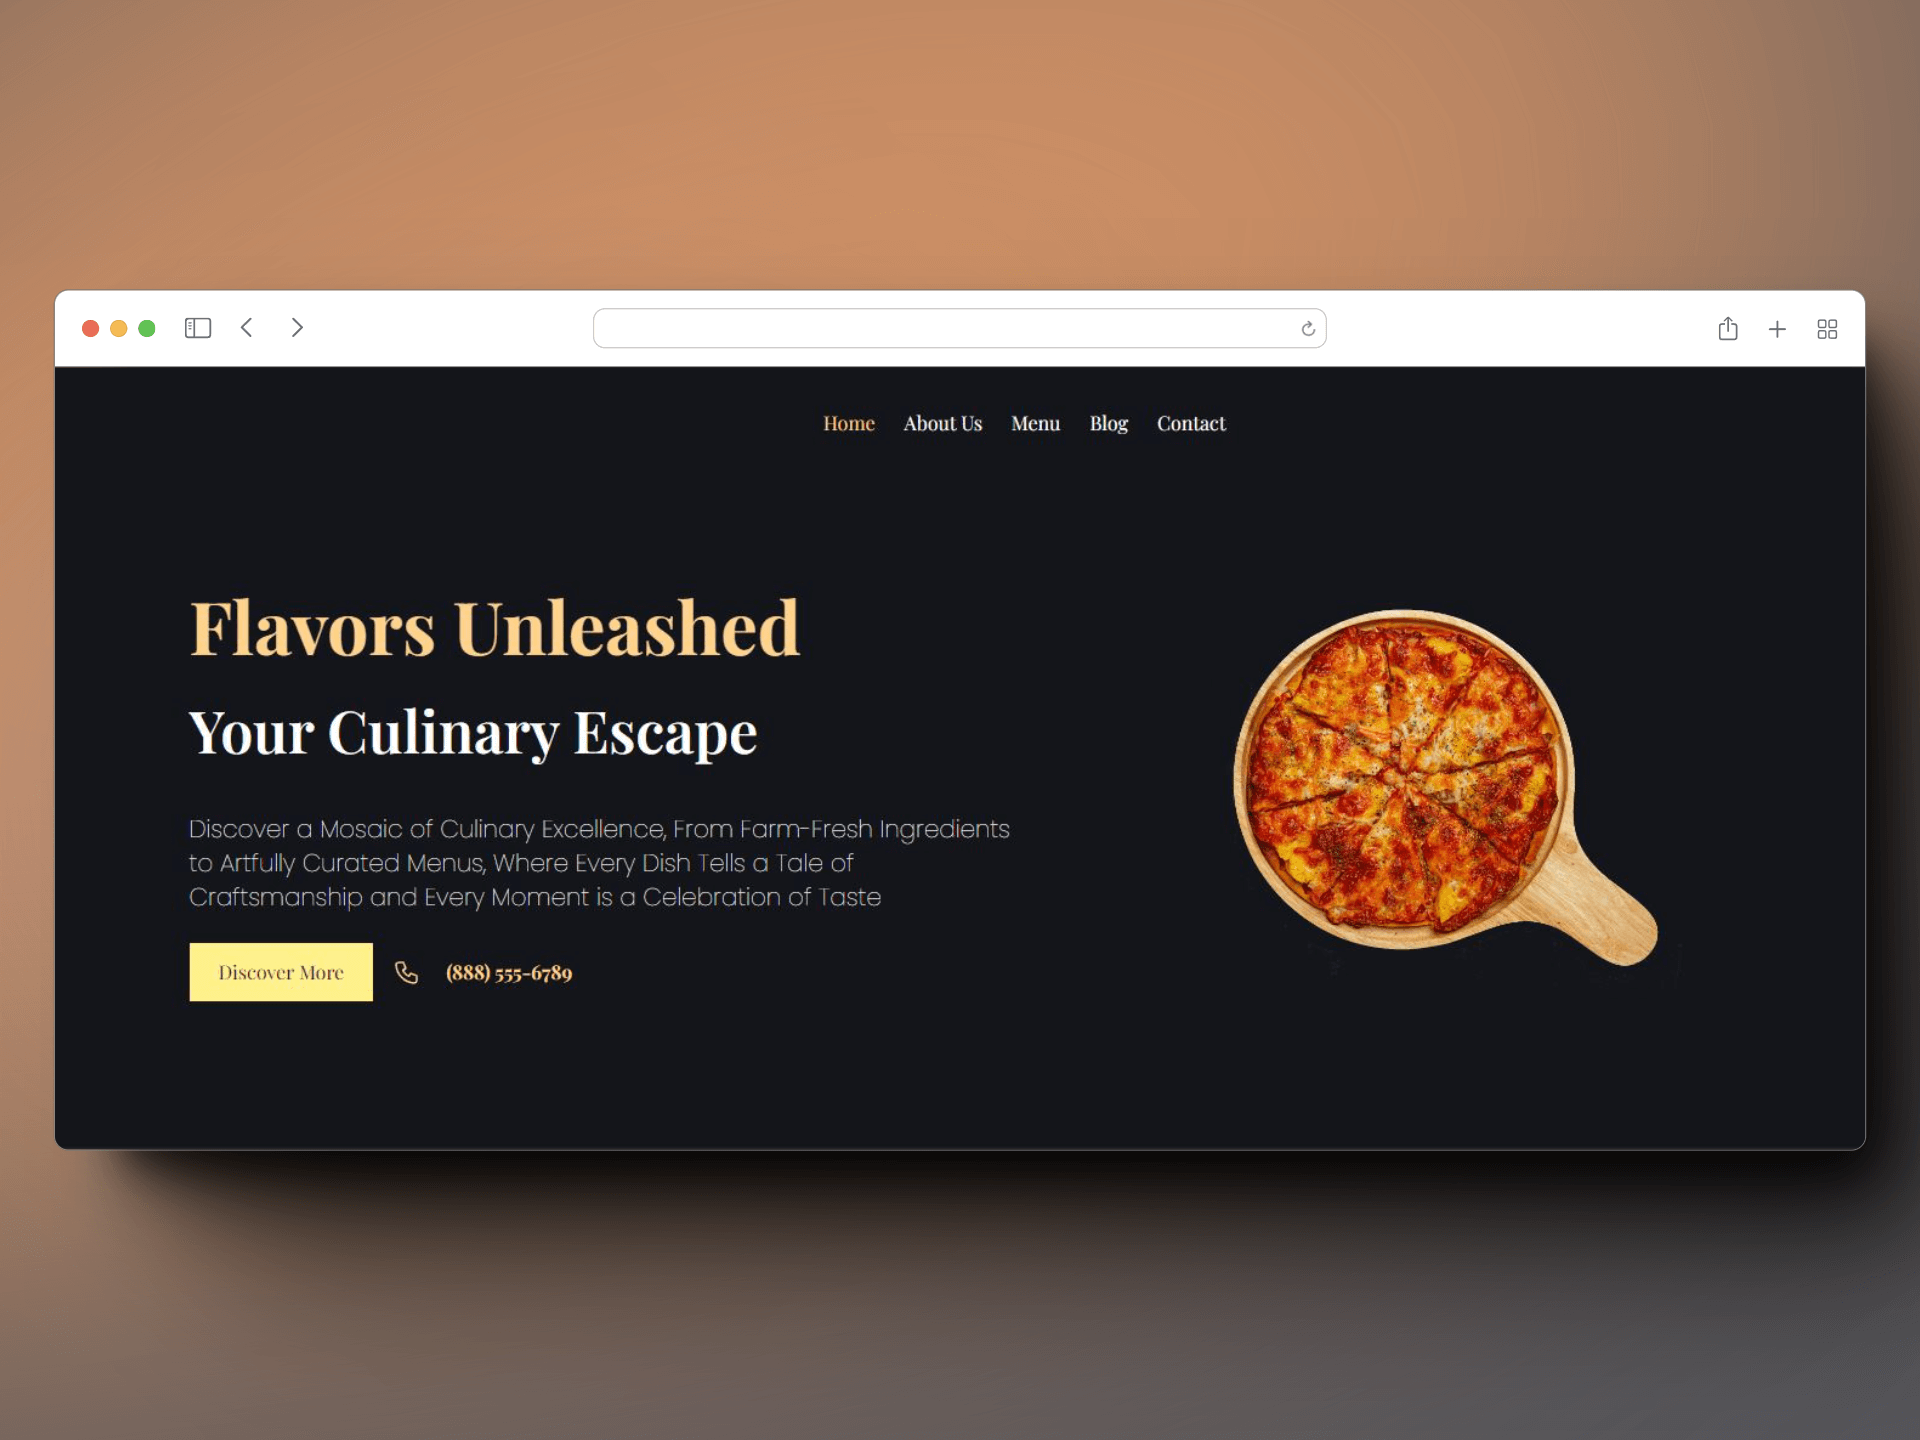 Home About Us Menu Blog Contact
Flavors Unleashed
Your Culinary Escape
Discover a Mosaic of Culinary Excellence, From Farm-Fresh Ingredients
to Artfully Curated Menus, Where Every Dish Tells a Tale of
Craftsmanship and Every Moment is a Celebration of Taste
Discover More (888) 555-6789